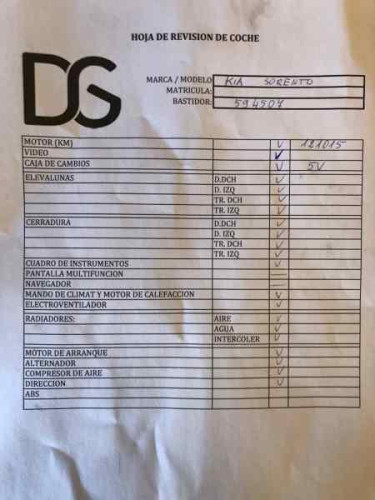 HOJA DE REVISION DE COCHE
DG
MARCA / MODELO KIA SORENTO
MATRICULA:
BASTIDOR: 594507
MOTOR (KM) ✓ 121015
VIDEO ✓
CAJA DE CAMBIOS ✓ 5V
ELEVALUNAS D.DCH ✓
D. IZQ ✓
TR. DCH ✓
TR. IZQ ✓
CERRADURA D.DCH ✓
D. IZQ ✓
TR, DCH ✓
TR. IZQ ✓
CUADRO DE INSTRUMENTOS ✓
PANTALLA MULTIFUNCION —
NAVEGADOR —
MANDO DE CLIMAT Y MOTOR DE CALEFACCION ✓
ELECTROVENTILADOR ✓
RADIADORES: AIRE ✓
AGUA ✓
INTERCOLER ✓
MOTOR DE ARRANQUE ✓
ALTERNADOR ✓
COMPRESOR DE AIRE ✓
DIRECCION ✓
ABS